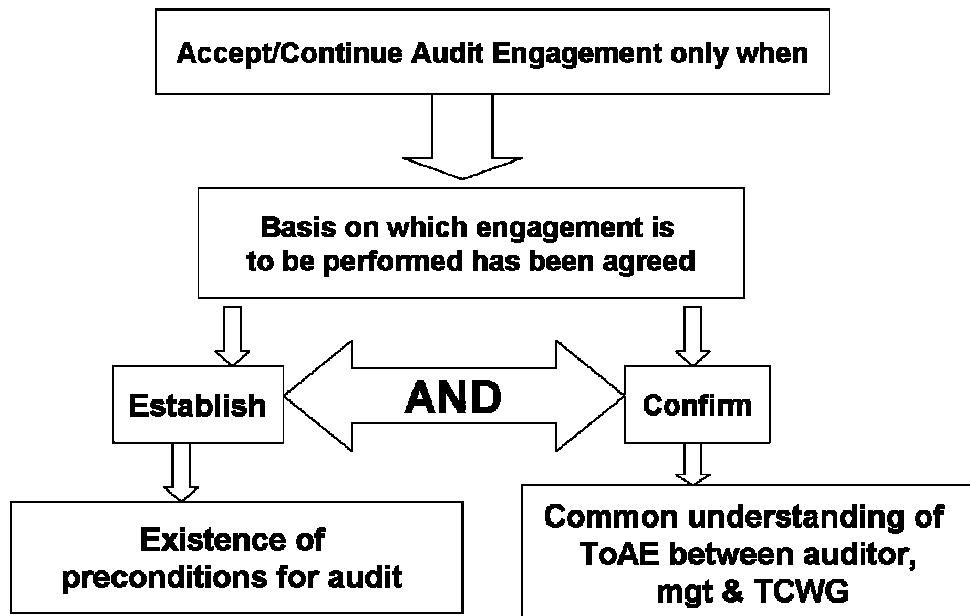 Accept/Continue Audit Engagement only when
Basis on which engagement is
to be performed has been agreed
Establish
AND
Confirm
Existence of
preconditions for audit
Common understanding of
ToAE between auditor,
mgt & TCWG